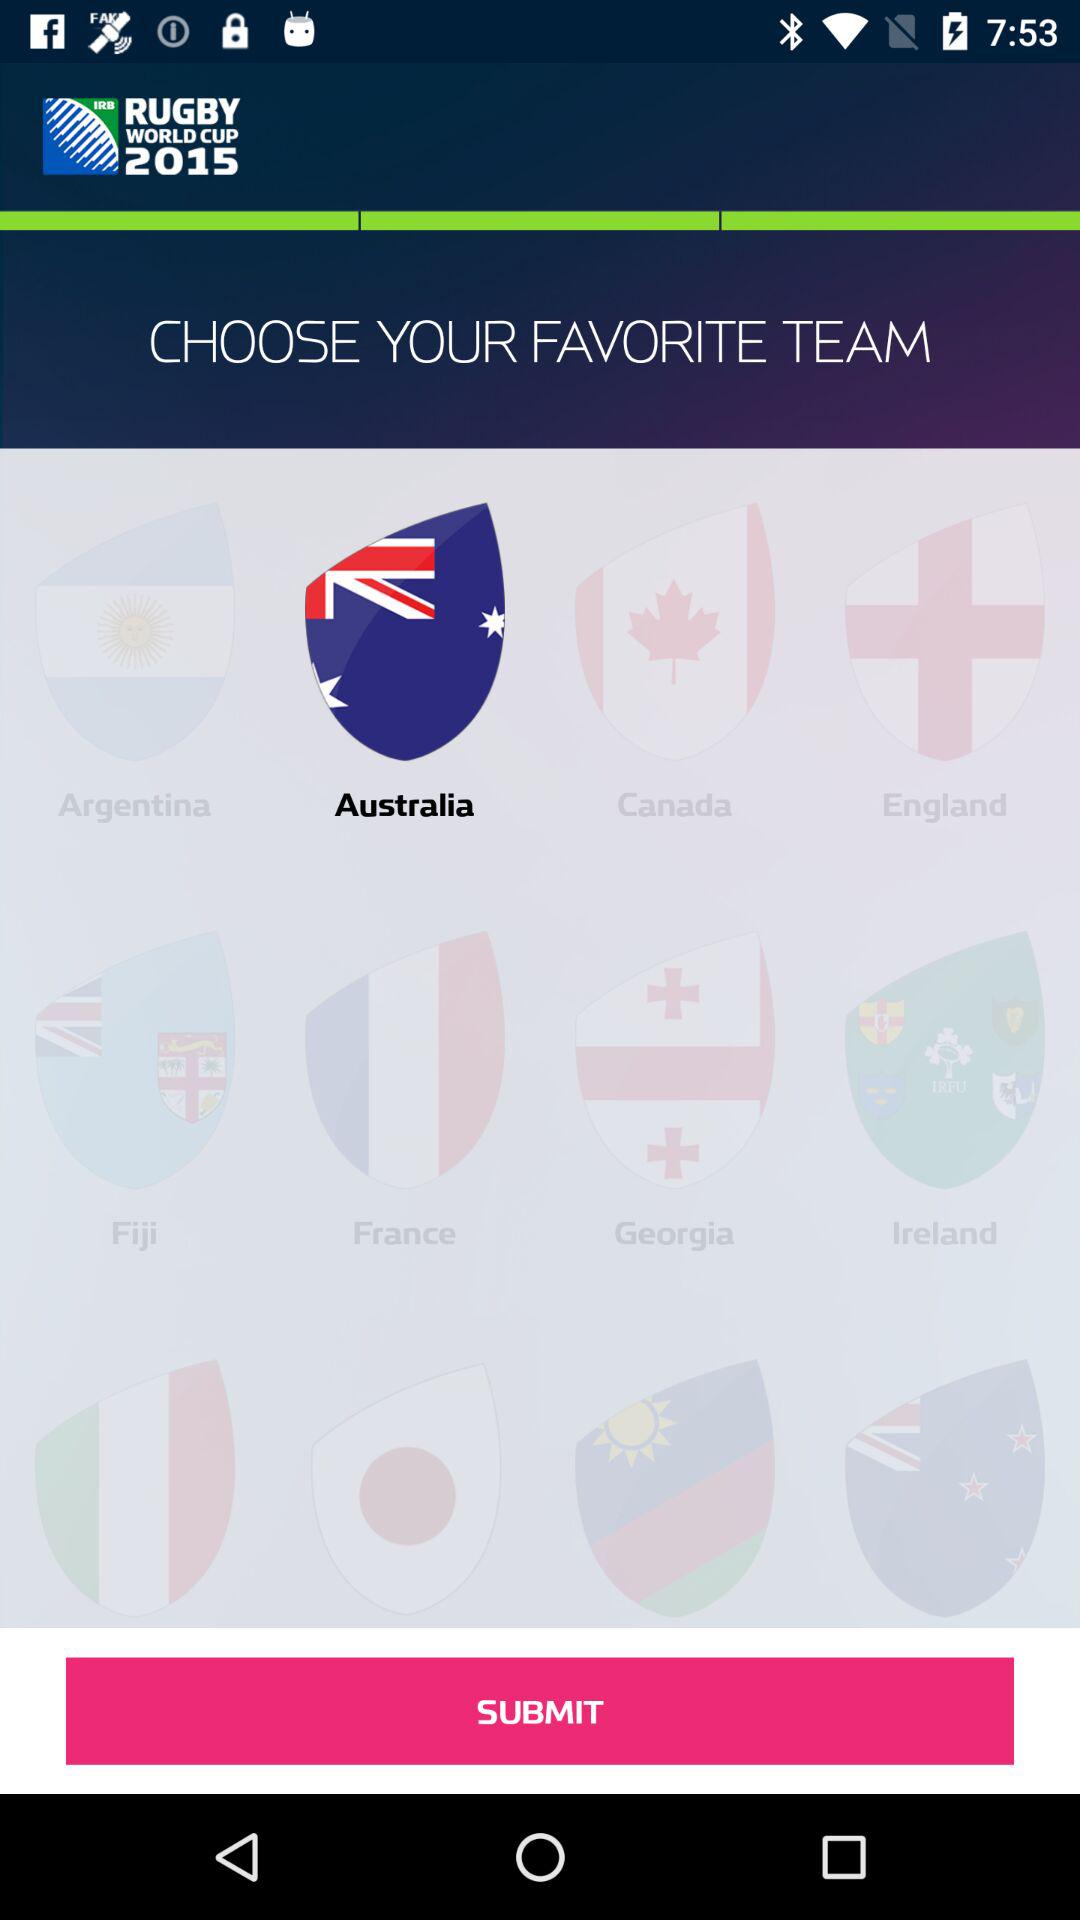 FAKE
7:53
IRB
RUGBY
WORLD CUP
2015
CHOOSE YOUR FAVORITE TEAM
Argentina Australia Canada England
IRFU
Fiji France Georgia Ireland
SUBMIT